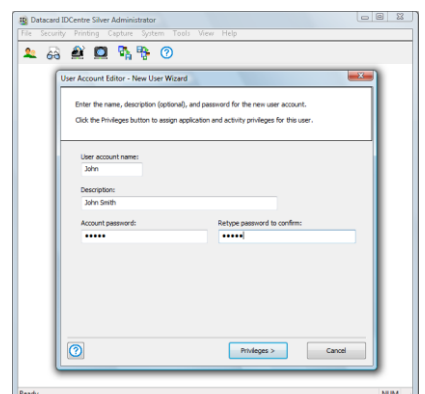 Datacard IDCentre Silver Administrator
File Security Printing Capture System Tools View Help
User Account Editor - New User Wizard
Enter the name, description (optional), and password for the new user account.
Click the Privileges button to assign application and activity privileges for this user.
User account name:
John
Description:
John Smith
Account password: Retype password to confirm:
●●●●● ●●●●●
Privileges > Cancel
Ready NUM